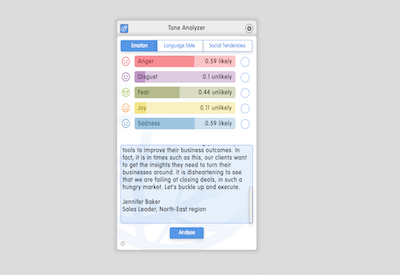 Tone Analyzer
Emotion
Language Style
Social Tendencies
Anger 0.59 likely
Disgust 0.1 unlikely
Fear 0.44 unlikely
Joy 0.11 unlikely
Sadness 0.59 likely
tools to improve their business outcomes. In
fact, it is in times such as this, our clients want
to get the insights they need to turn their
businesses around. It is disheartening to see
that we are failing at closing deals, in such a
hungry market. Let's buckle up and execute.
Jennifer Baker
Sales Leader, North-East region
Analyse